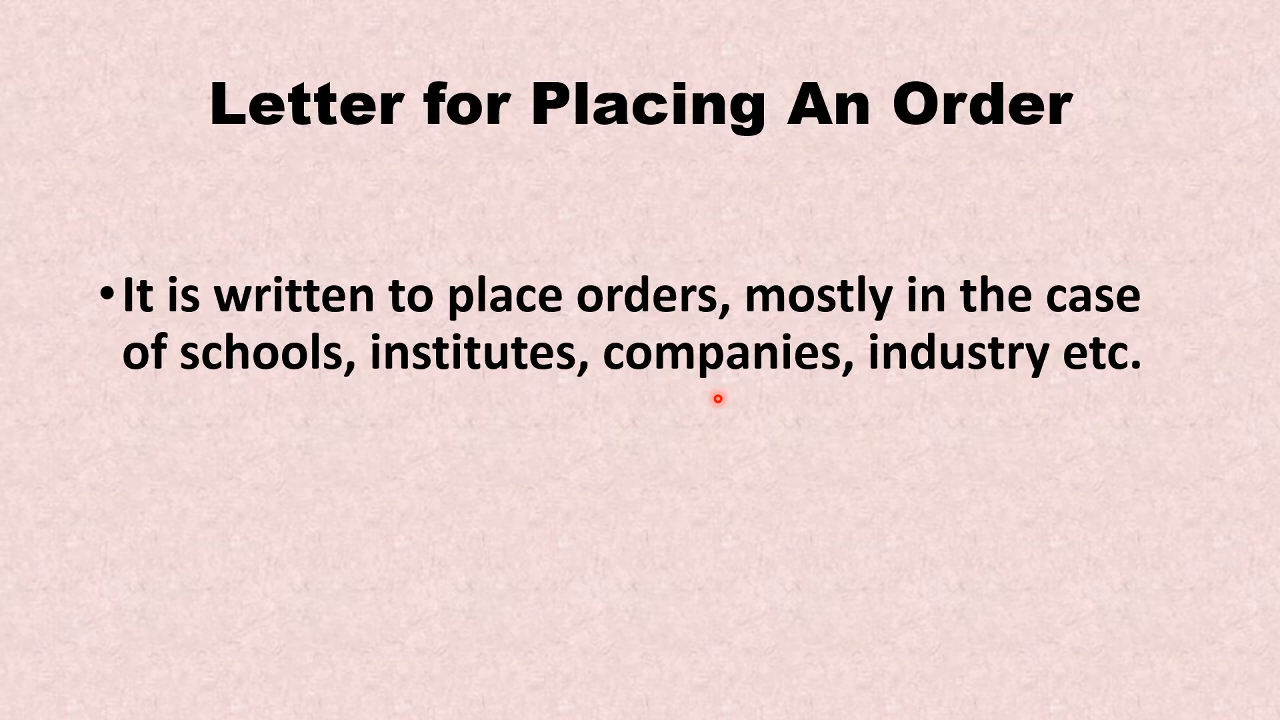 Letter for Placing An Order
•It is written to place orders, mostly in the case
of schools, institutes, companies, industry etc.